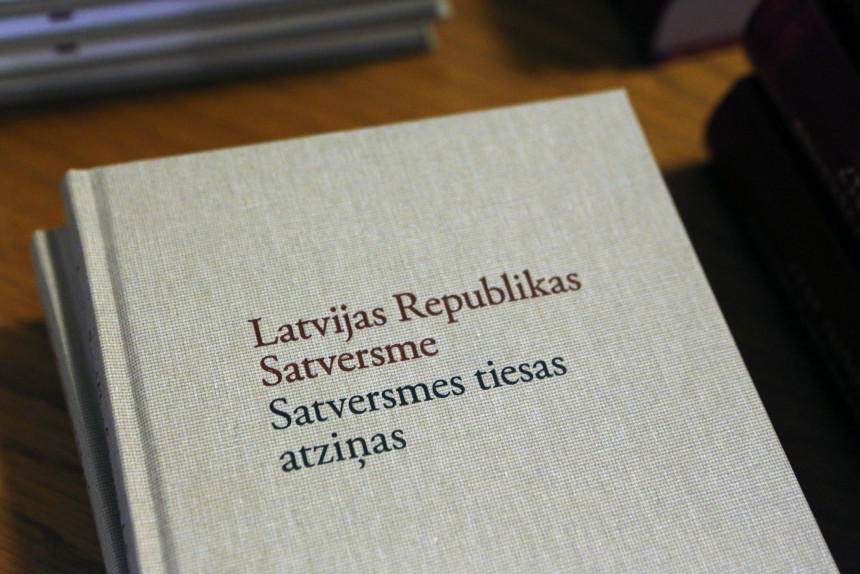 Latvijas Republikas
Satversme
Satversmes tiesas
atziņas